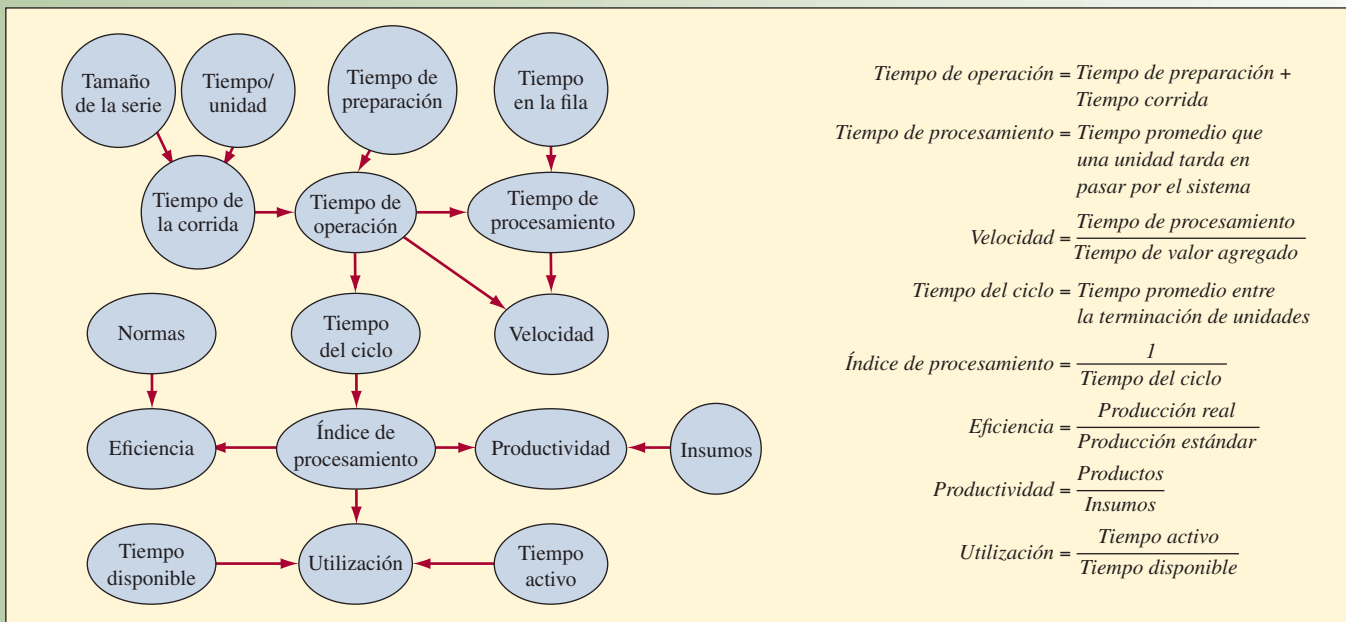 Tamaño
de la serie
Tiempo/
unidad
Tiempo de
preparación
Tiempo
en la fila
Tiempo de
la corrida
Tiempo de
operación
Tiempo de
procesamiento
Normas
Tiempo
del ciclo
Velocidad
Eficiencia
Índice de
procesamiento
Productividad
Insumos
Tiempo
disponible
Utilización
Tiempo
activo
Tiempo de operación = Tiempo de preparación +
Tiempo corrida
Tiempo de procesamiento = Tiempo promedio que
una unidad tarda en
pasar por el sistema
Velocidad = Tiempo de procesamiento
Tiempo de valor agregado
Tiempo del ciclo = Tiempo promedio entre
la terminación de unidades
Índice de procesamiento = 1
Tiempo del ciclo
Eficiencia = Producción real
Producción estándar
Productividad = Productos
Insumos
Utilización = Tiempo activo
Tiempo disponible